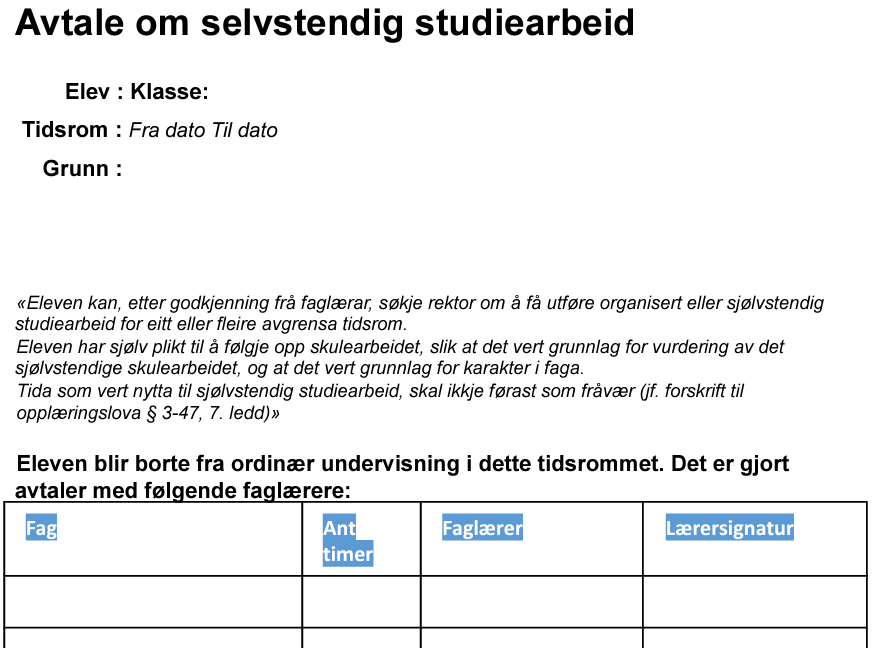 Avtale om selvstendig studiearbeid
Elev : Klasse:
Tidsrom : Fra dato Til dato
Grunn :
«Eleven kan, etter godkjenning frå faglærar, søkje rektor om å få utføre organisert eller sjølvstendig
studiearbeid for eitt eller fleire avgrensa tidsrom.
Eleven har sjølv plikt til å følgje opp skulearbeidet, slik at det vert grunnlag for vurdering av det
sjølvstendige skulearbeidet, og at det vert grunnlag for karakter i faga.
Tida som vert nytta til sjølvstendig studiearbeid, skal ikkje førast som fråvær (jf. forskrift til
opplæringslova § 3-47, 7. ledd)»
Eleven blir borte fra ordinær undervisning i dette tidsrommet. Det er gjort
avtaler med følgende faglærere:
Fag
Ant
timer
Faglærer
Lærersignatur